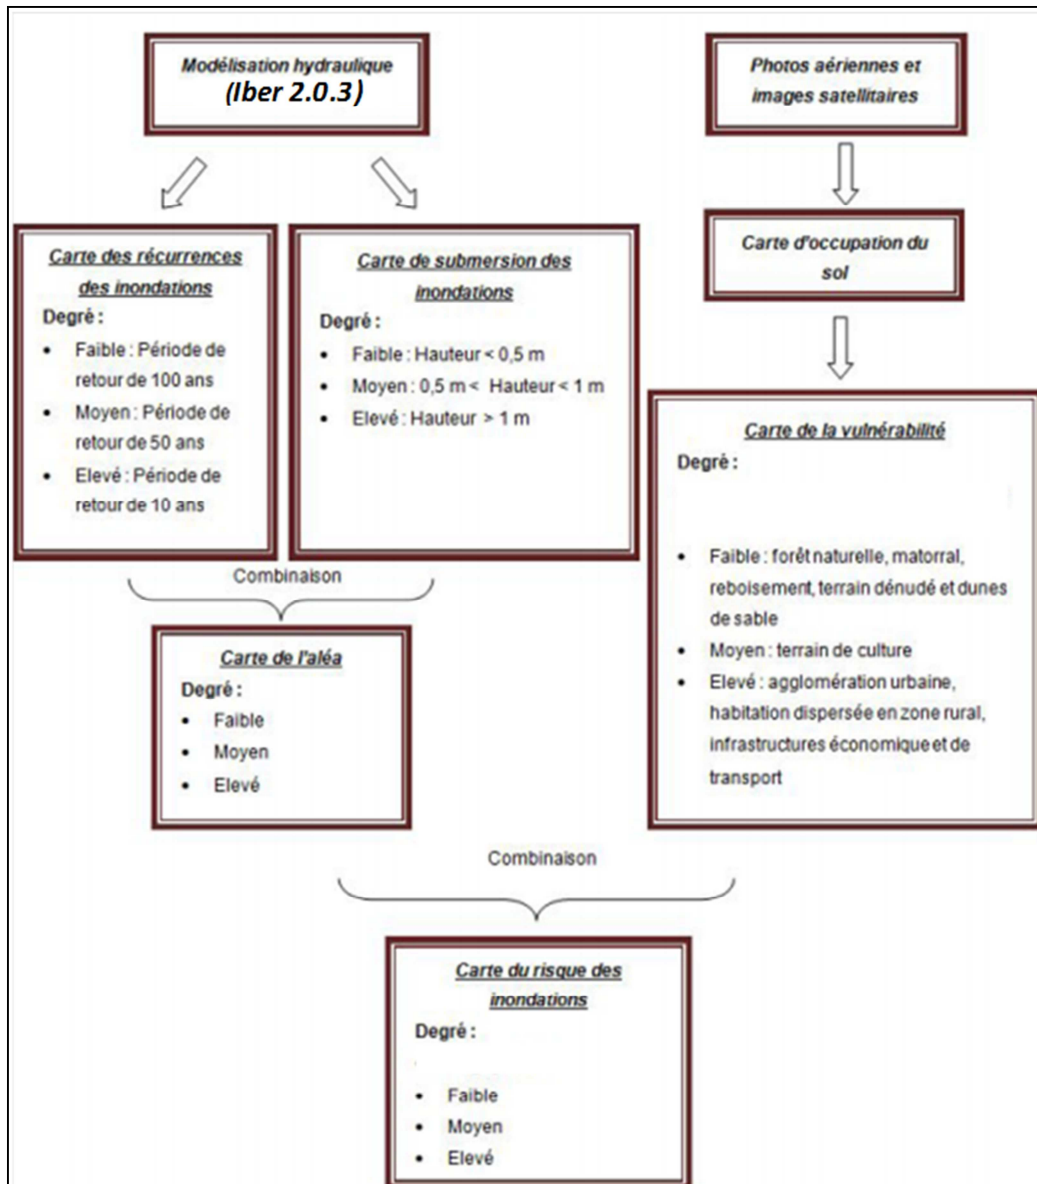 Modélisation hydraulique
(Iber 2.0.3)
Photos aériennes et
images satellitaires
Carte des récurrences
des inondations
Degré :
• Faible : Période de
retour de 100 ans
• Moyen : Période de
retour de 50 ans
• Elevé : Période de
retour de 10 ans
Carte de submersion des
inondations
Degré :
• Faible : Hauteur < 0,5 m
• Moyen : 0,5 m < Hauteur < 1 m
• Elevé : Hauteur > 1 m
Carte d'occupation du
sol
Carte de la vulnérabilité
Degré :
• Faible : forêt naturelle, matorral,
reboisement, terrain dénudé et dunes
de sable
• Moyen : terrain de culture
• Elevé : agglomération urbaine,
habitation dispersée en zone rural,
infrastructures économique et de
transport
Combinaison
Carte de l'aléa
Degré :
• Faible
• Moyen
• Elevé
Combinaison
Carte du risque des
inondations
Degré :
• Faible
• Moyen
• Elevé